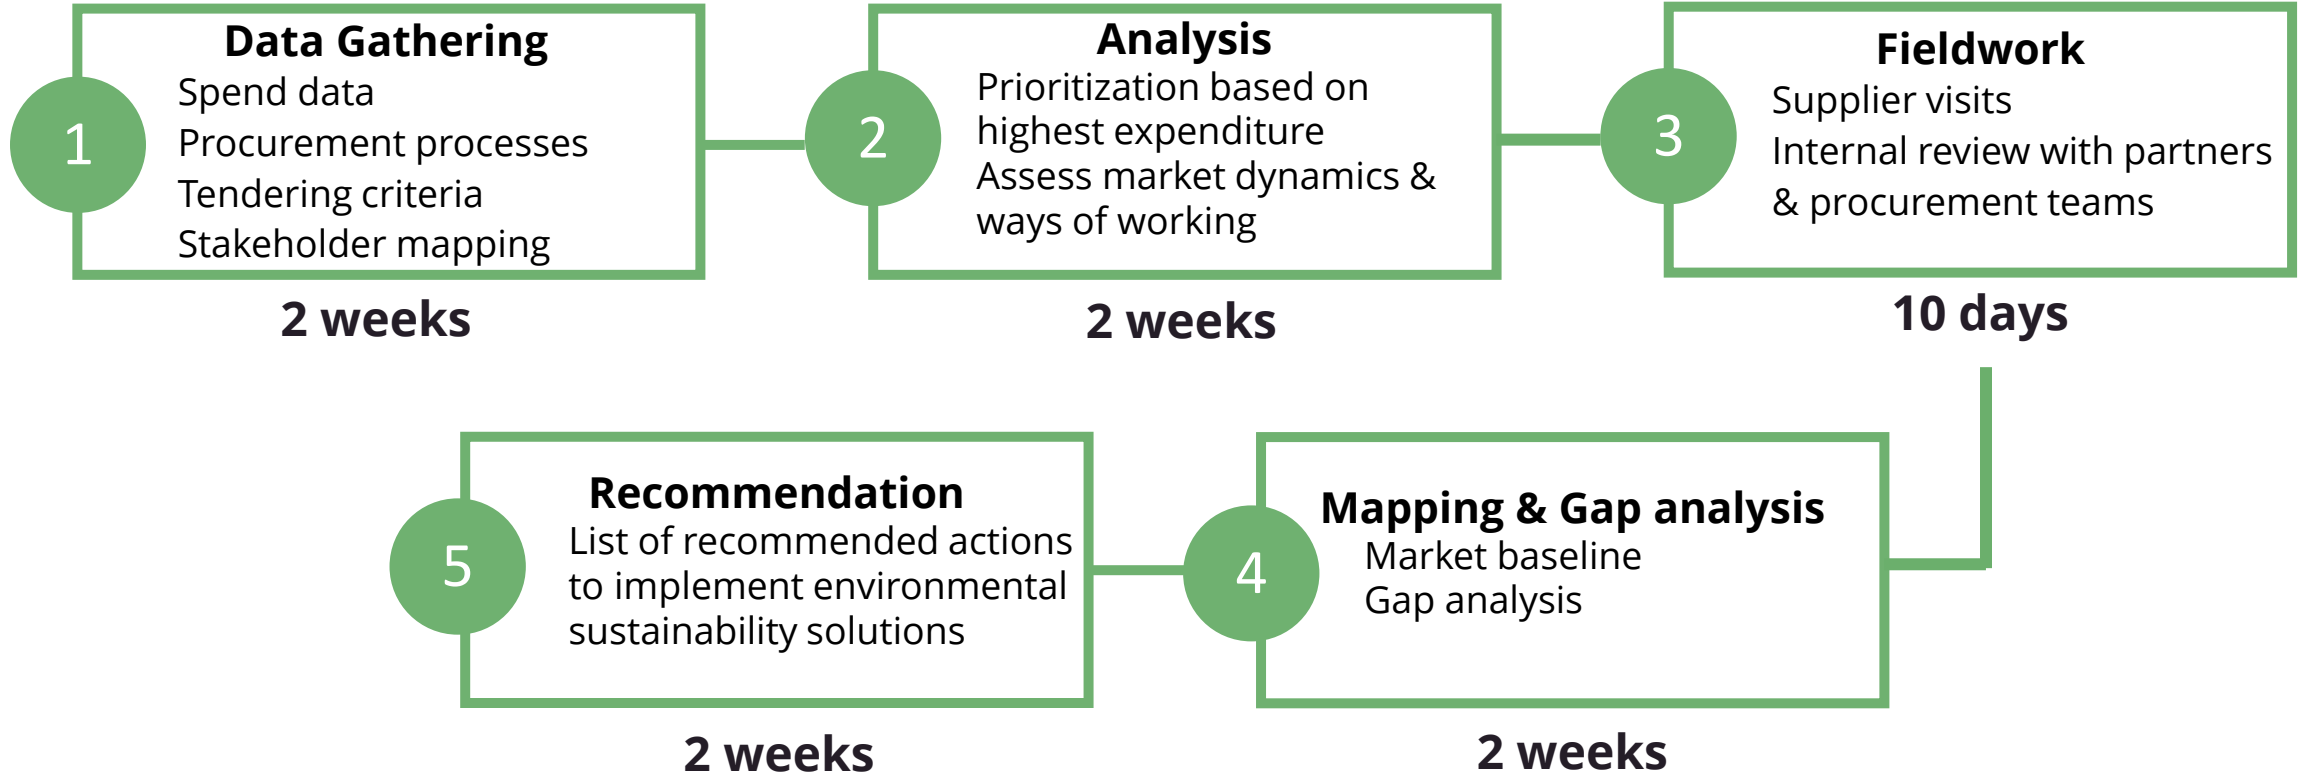 1
Data Gathering
Spend data
Procurement processes
Tendering criteria
Stakeholder mapping
2 weeks
2
Analysis
Prioritization based on
highest expenditure
Assess market dynamics &
ways of working
2 weeks
3
Fieldwork
Supplier visits
Internal review with partners
& procurement teams
10 days
4
Mapping & Gap analysis
Market baseline
Gap analysis
2 weeks
5
Recommendation
List of recommended actions
to implement environmental
sustainability solutions
2 weeks